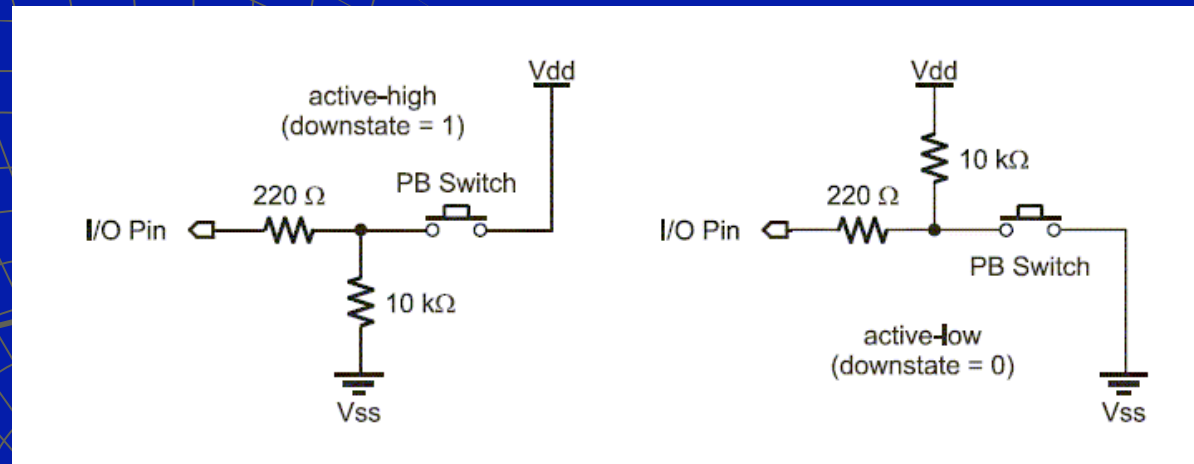 Vdd
active-high
(downstate = 1)
PB Switch
220 Ω
I/O Pin
10 kΩ
Vss
Vdd
10 kΩ
220 Ω
I/O Pin
PB Switch
active-low
(downstate = 0)
Vss